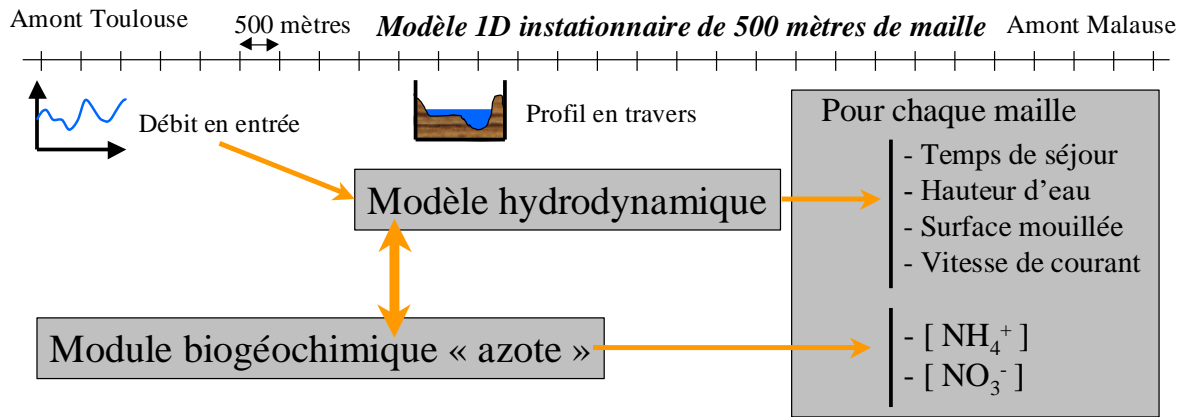 Amont Toulouse
500 mètres
Modèle 1D instationnaire de 500 mètres de maille
Amont Malause
Débit en entrée
Profil en travers
Pour chaque maille
- Temps de séjour
- Hauteur d’eau
- Surface mouillée
- Vitesse de courant
Modèle hydrodynamique
Module biogéochimique « azote »
- [ NH₄⁺ ]
- [ NO₃⁻ ]